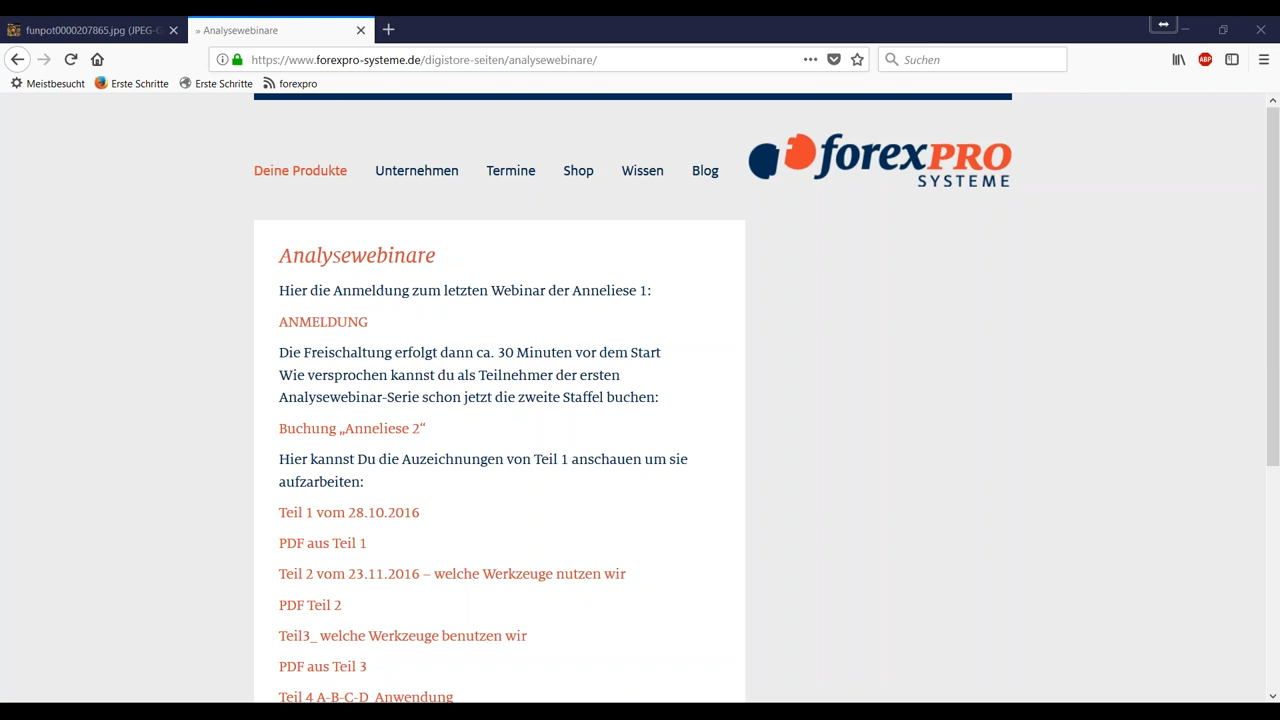 funpot0000207865.jpg (JPEG-G
» Analysewebinare
https://www.forexpro-systeme.de/digistore-seiten/analysewebinare/
Suchen
ABP
Meistbesucht
Erste Schritte
Erste Schritte
forexpro
Deine Produkte
Unternehmen
Termine
Shop
Wissen
Blog
forexPRO
SYSTEME
Analysewebinare
Hier die Anmeldung zum letzten Webinar der Anneliese 1:
ANMELDUNG
Die Freischaltung erfolgt dann ca. 30 Minuten vor dem Start
Wie versprochen kannst du als Teilnehmer der ersten
Analysewebinar-Serie schon jetzt die zweite Staffel buchen:
Buchung „Anneliese 2“
Hier kannst Du die Auzeichnungen von Teil 1 anschauen um sie
aufzarbeiten:
Teil 1 vom 28.10.2016
PDF aus Teil 1
Teil 2 vom 23.11.2016 – welche Werkzeuge nutzen wir
PDF Teil 2
Teil3_ welche Werkzeuge benutzen wir
PDF aus Teil 3
Teil 4 A-B-C-D_Anwendung